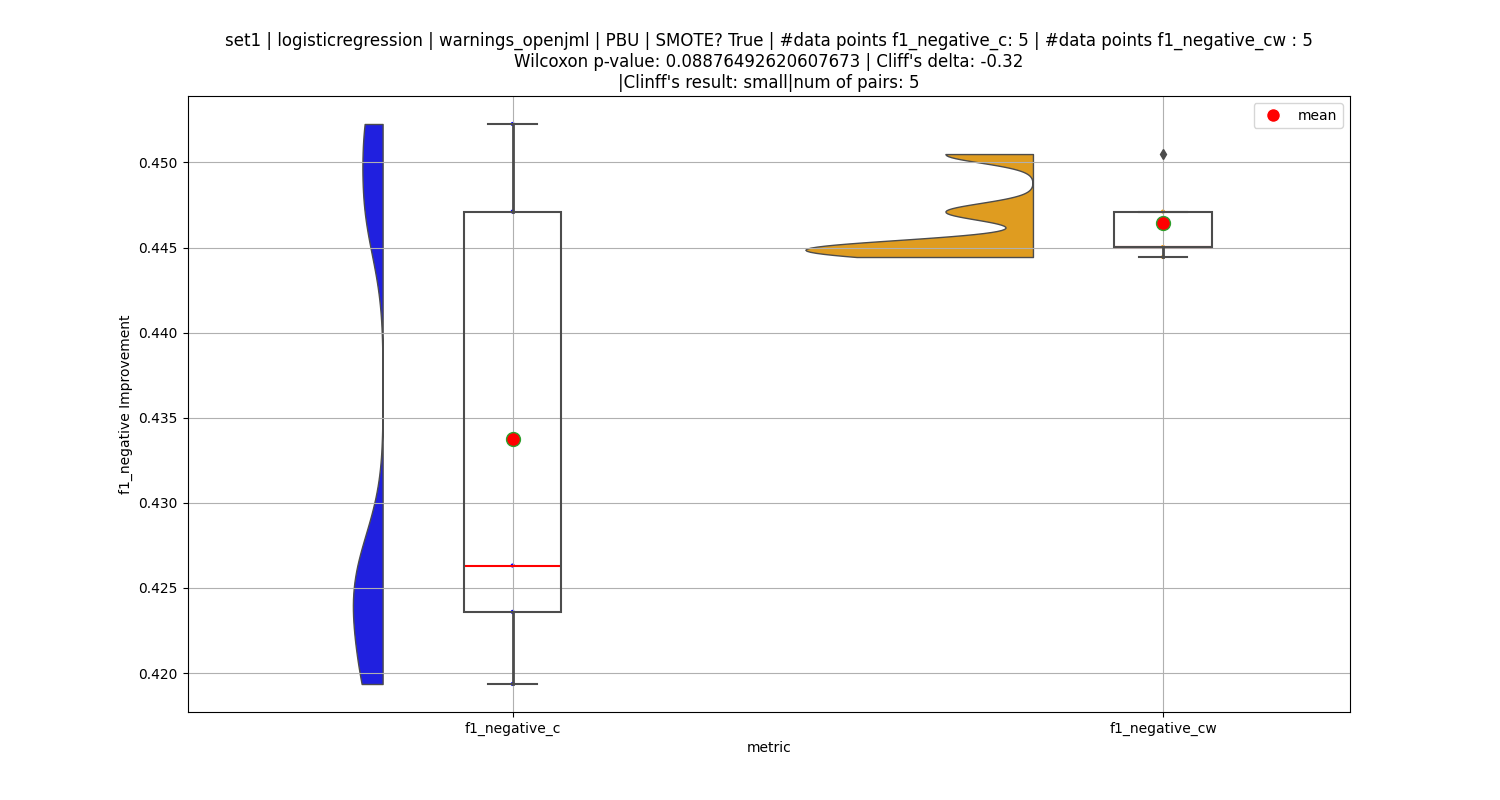 set1 | logisticregression | warnings_openjml | PBU | SMOTE? True | #data points f1_negative_c: 5 | #data points f1_negative_cw : 5
Wilcoxon p-value: 0.08876492620607673 | Cliff's delta: -0.32
|Clinff's result: small|num of pairs: 5
mean
0.450
0.445
0.440
0.435
0.430
0.425
0.420
f1_negative Improvement
f1_negative_c
f1_negative_cw
metric